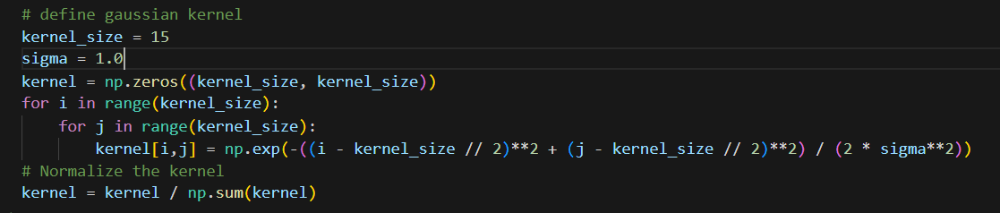 # define gaussian kernel
kernel_size = 15
sigma = 1.0
kernel = np.zeros((kernel_size, kernel_size))
for i in range(kernel_size):
    for j in range(kernel_size):
        kernel[i,j] = np.exp(-((i - kernel_size // 2)**2 + (j - kernel_size // 2)**2) / (2 * sigma**2))
# Normalize the kernel
kernel = kernel / np.sum(kernel)